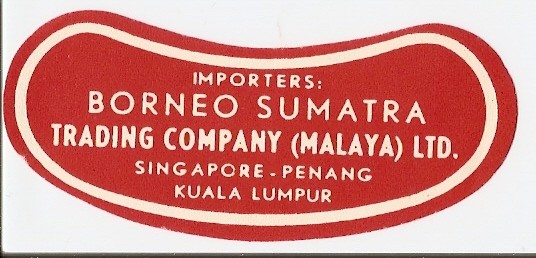 IMPORTERS:
BORNEO SUMATRA
TRADING COMPANY (MALAYA) LTD.
SINGAPORE - PENANG
KUALA LUMPUR